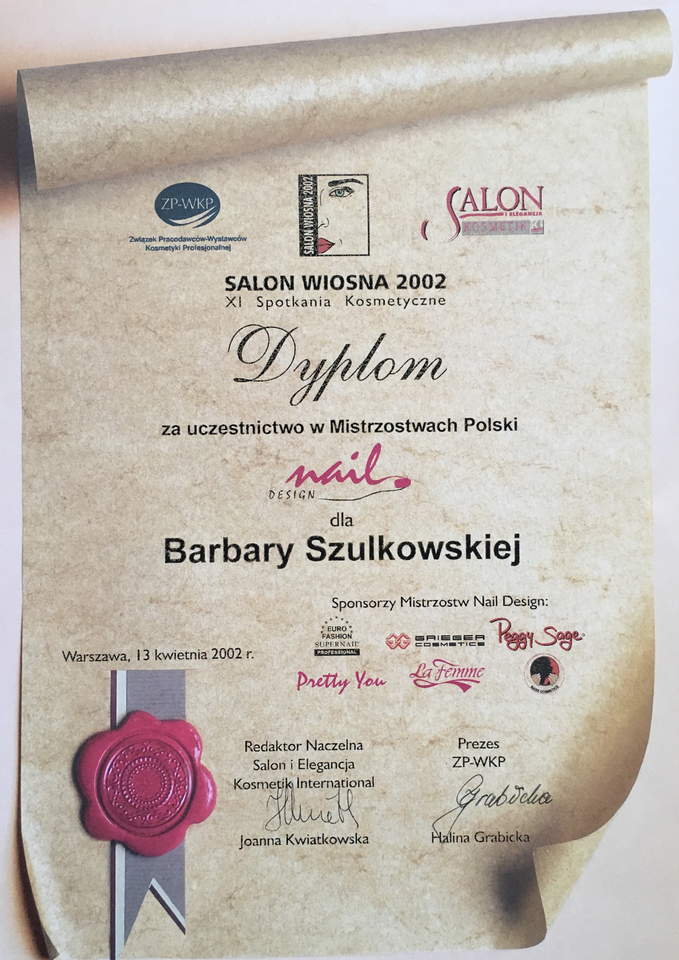 ZP-WKP
Związek Pracodawców-Wystawców
Kosmetyki Profesjonalnej
SALON WIOSNA 2002
SALON
I ELEGANCJA
KOSMETIK
SALON WIOSNA 2002
XI Spotkania Kosmetyczne
Dyplom
za uczestnictwo w Mistrzostwach Polski
nail
DESIGN
dla
Barbary Szulkowskiej
Sponsorzy Mistrzostw Nail Design:
EURO
FASHION
SUPERNAIL
PROFESSIONAL
GRIEGER
COSMETICS
Peggy Sage
Warszawa, 13 kwietnia 2002 r.
Pretty You
La Femme
Redaktor Naczelna
Salon i Elegancja
Kosmetik International
Joanna Kwiatkowska
Prezes
ZP-WKP
Grabicka
Halina Grabicka